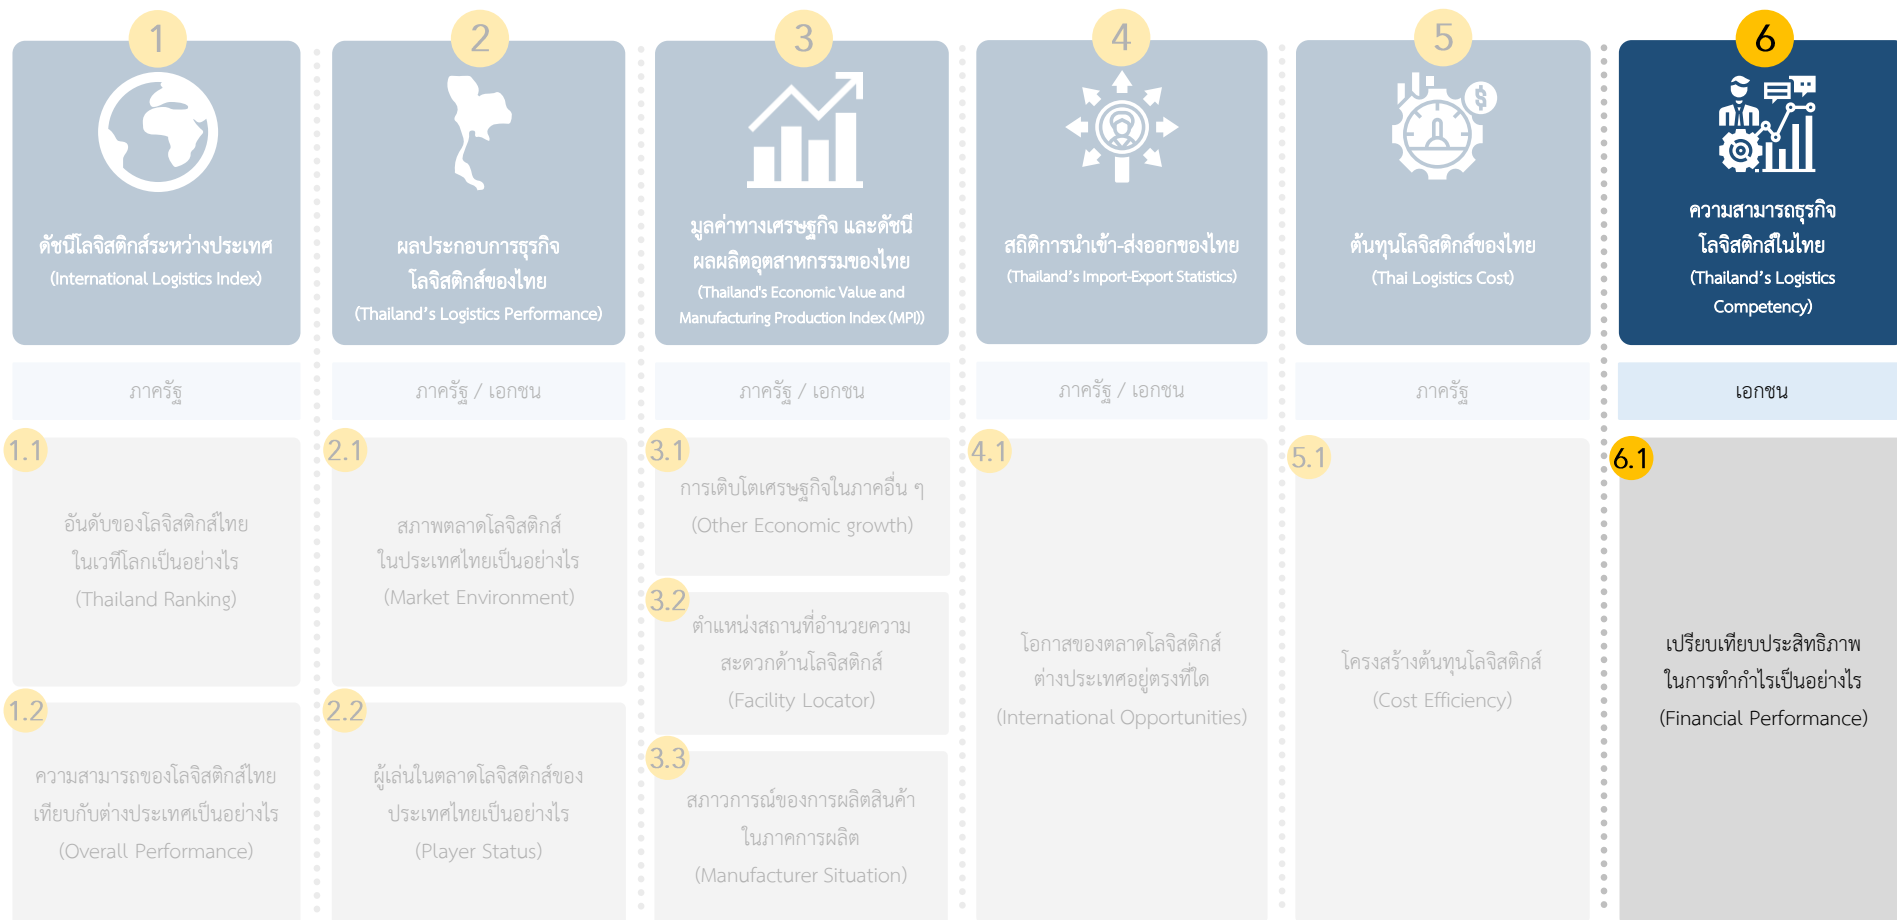 1
ดัชนีโลจิสติกส์ระหว่างประเทศ
(International Logistics Index)
ภาครัฐ
1.1
อันดับของโลจิสติกส์ไทย
ในเวทีโลกเป็นอย่างไร
(Thailand Ranking)
1.2
ความสามารถของโลจิสติกส์ไทย
เทียบกับต่างประเทศเป็นอย่างไร
(Overall Performance)
2
ผลประกอบการธุรกิจ
โลจิสติกส์ของไทย
(Thailand's Logistics Performance)
ภาครัฐ / เอกชน
2.1
สภาพตลาดโลจิสติกส์
ในประเทศไทยเป็นอย่างไร
(Market Environment)
2.2
ผู้เล่นในตลาดโลจิสติกส์ของ
ประเทศไทยเป็นอย่างไร
(Player Status)
3
มูลค่าทางเศรษฐกิจ และดัชนี
ผลผลิตอุตสาหกรรมของไทย
(Thailand's Economic Value and
Manufacturing Production Index (MPI))
ภาครัฐ / เอกชน
3.1
การเติบโตเศรษฐกิจในภาคอื่น ๆ
(Other Economic growth)
3.2
ตำแหน่งสถานที่อำนวยความ
สะดวกด้านโลจิสติกส์
(Facility Locator)
3.3
สภาวการณ์ของการผลิตสินค้า
ในภาคการผลิต
(Manufacturer Situation)
4
สถิติการนำเข้า-ส่งออกของไทย
(Thailand's Import-Export Statistics)
ภาครัฐ / เอกชน
4.1
โอกาสของตลาดโลจิสติกส์
ต่างประเทศอยู่ตรงที่ใด
(International Opportunities)
5
$
ต้นทุนโลจิสติกส์ของไทย
(Thai Logistics Cost)
ภาครัฐ
5.1
โครงสร้างต้นทุนโลจิสติกส์
(Cost Efficiency)
6
ความสามารถธุรกิจ
โลจิสติกส์ในไทย
(Thailand's Logistics
Competency)
เอกชน
6.1
เปรียบเทียบประสิทธิภาพ
ในการทำกำไรเป็นอย่างไร
(Financial Performance)